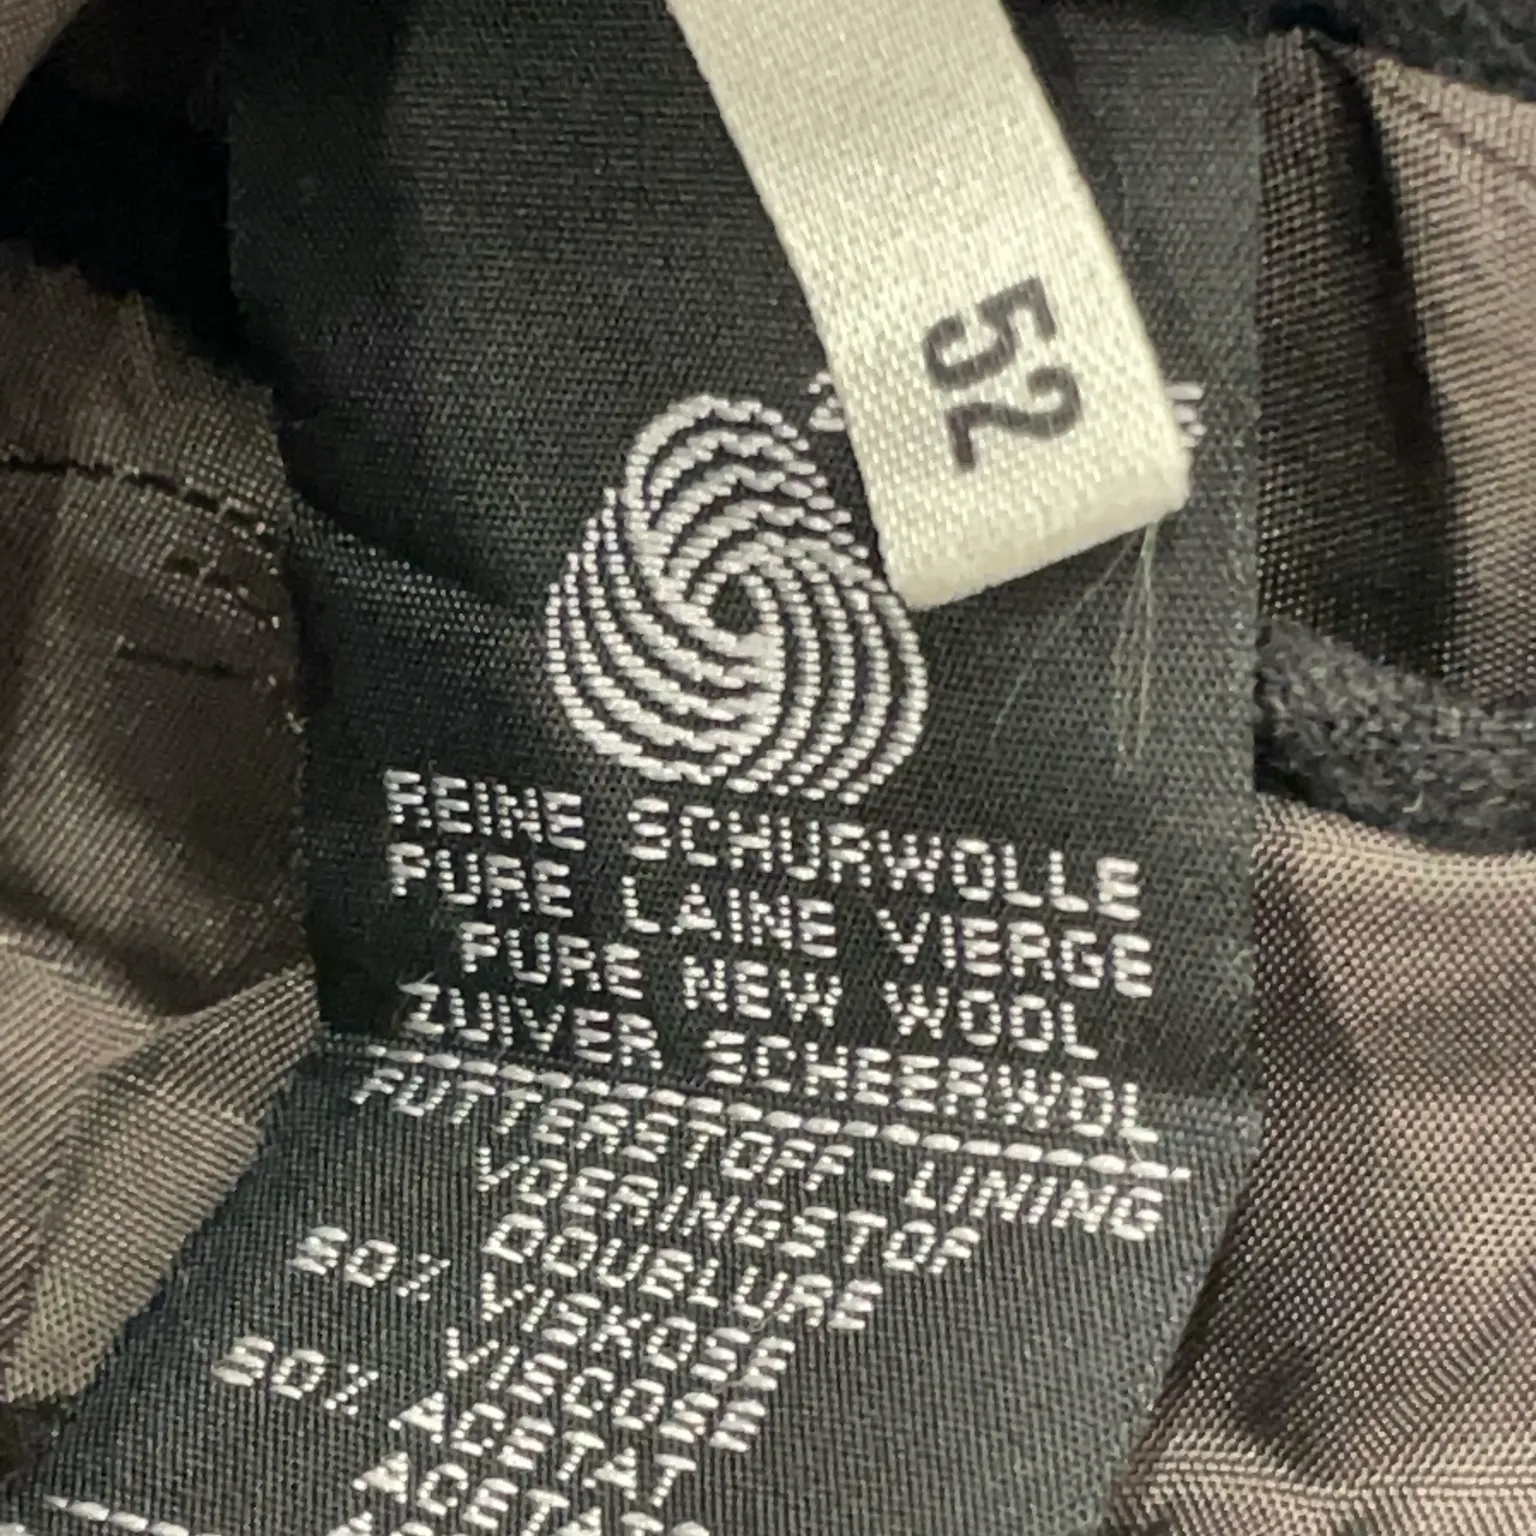 52
REINE SCHURWOLLE
PURE LAINE VIERGE
PURE NEW WOOL
ZUIVER SCHEERWOL
FUTTERSTOFF-LINING
VOERINGSTOF
DOUBLURE
50% VISKOSE
VISCOSE
50% ACETAT